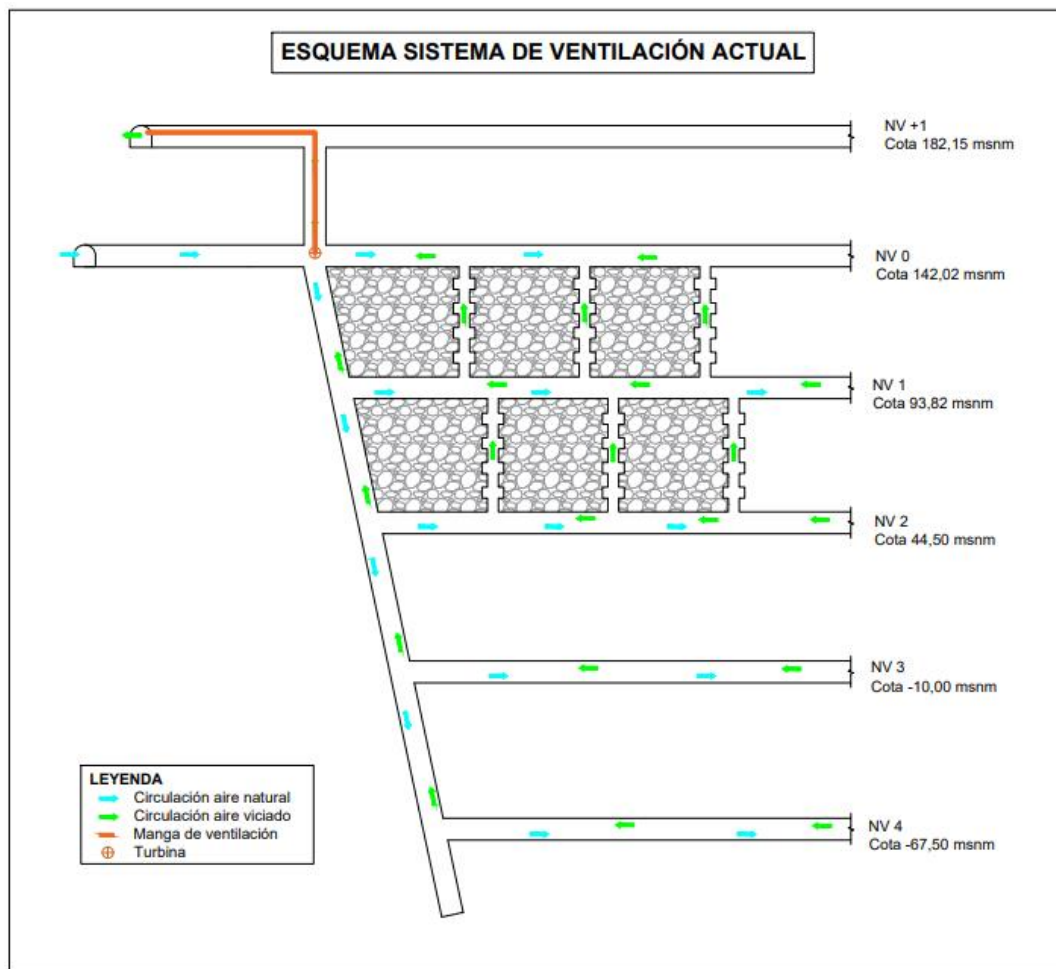 ESQUEMA SISTEMA DE VENTILACIÓN ACTUAL
NV +1
Cota 182,15 msnm
NV 0
Cota 142,02 msnm
NV 1
Cota 93,82 msnm
NV 2
Cota 44,50 msnm
NV 3
Cota -10,00 msnm
NV 4
Cota -67,50 msnm
LEYENDA
Circulación aire natural
Circulación aire viciado
Manga de ventilación
Turbina